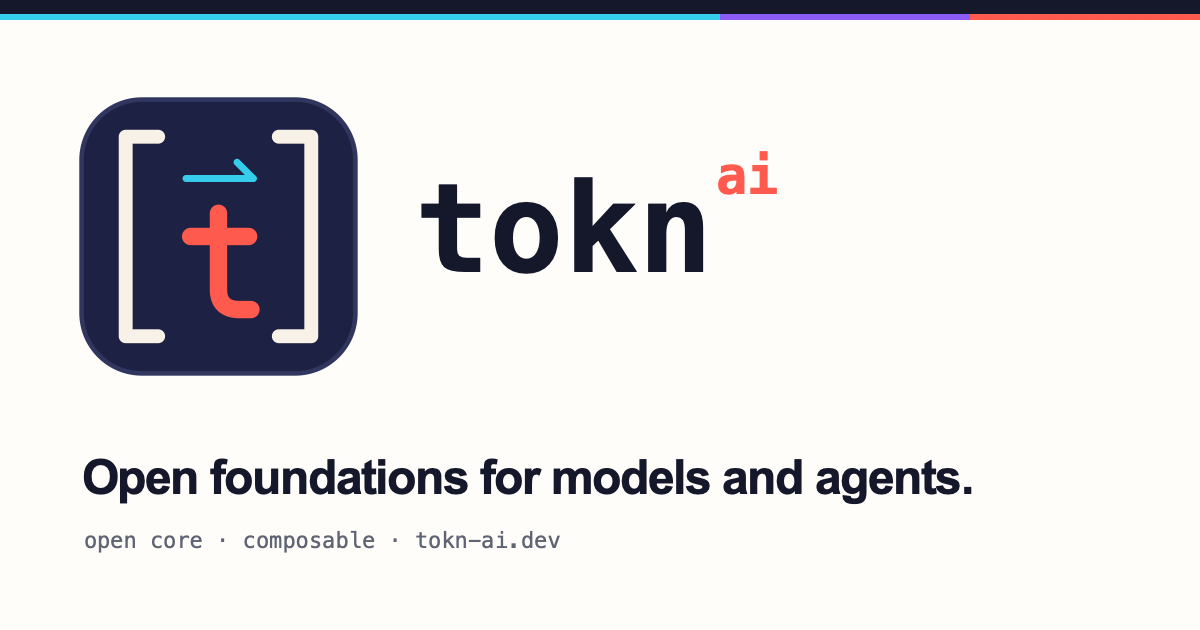 [t]
tokn ai
Open foundations for models and agents.
open core · composable · tokn-ai.dev